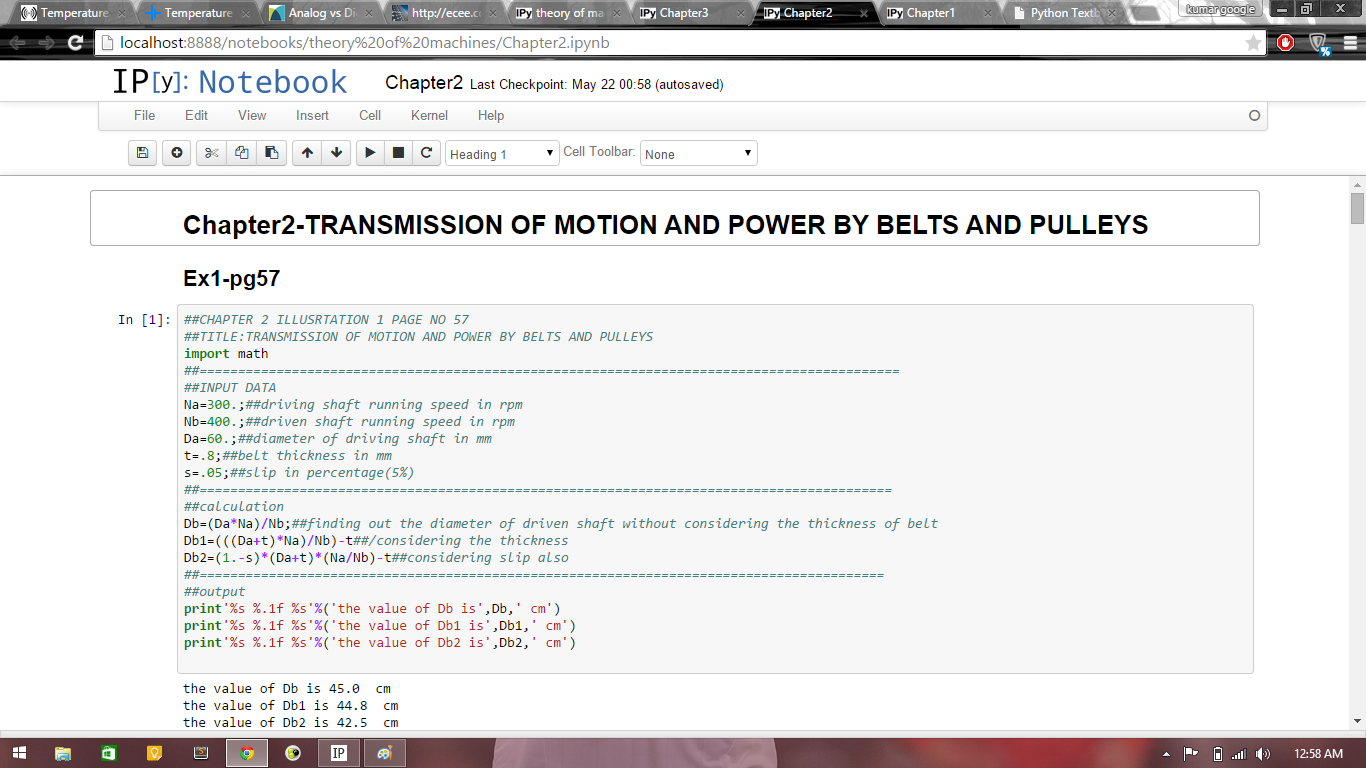 Temperature
Temperature
Analog vs Di
http://ecee.c
IPy theory of ma
IPy Chapter3
IPy Chapter2
IPy Chapter1
Python Textb
kumar google
localhost:8888/notebooks/theory%20of%20machines/Chapter2.ipynb
IP[y]: Notebook
Chapter2 Last Checkpoint: May 22 00:58 (autosaved)
File Edit View Insert Cell Kernel Help
Heading 1 Cell Toolbar: None
Chapter2-TRANSMISSION OF MOTION AND POWER BY BELTS AND PULLEYS
Ex1-pg57
In [1]: ##CHAPTER 2 ILLUSRTATION 1 PAGE NO 57
##TITLE:TRANSMISSION OF MOTION AND POWER BY BELTS AND PULLEYS
import math
##===========================================================================================
##INPUT DATA
Na=300.;##driving shaft running speed in rpm
Nb=400.;##driven shaft running speed in rpm
Da=60.;##diameter of driving shaft in mm
t=.8;##belt thickness in mm
s=.05;##slip in percentage(5%)
##==========================================================================================
##calculation
Db=(Da*Na)/Nb;##finding out the diameter of driven shaft without considering the thickness of belt
Db1=(((Da+t)*Na)/Nb)-t##/considering the thickness
Db2=(1.-s)*(Da+t)*(Na/Nb)-t##considering slip also
##=========================================================================================
##output
print'%s %.1f %s'%('the value of Db is',Db,' cm')
print'%s %.1f %s'%('the value of Db1 is',Db1,' cm')
print'%s %.1f %s'%('the value of Db2 is',Db2,' cm')
the value of Db is 45.0  cm
the value of Db1 is 44.8  cm
the value of Db2 is 42.5  cm
IP
12:58 AM